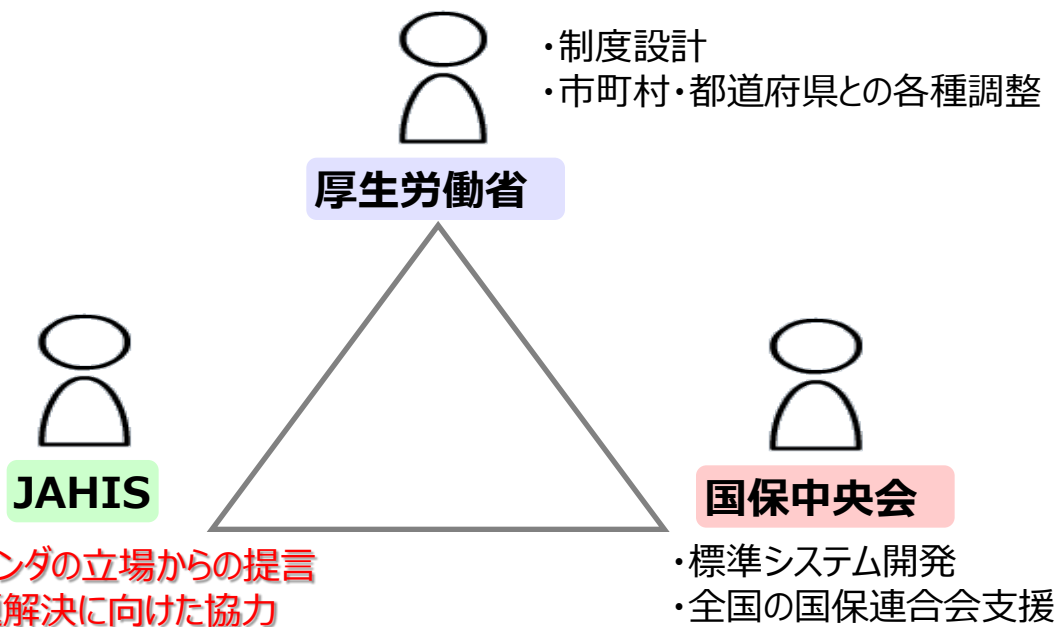 ・制度設計
・市町村・都道府県との各種調整
厚生労働省
JAHIS
ンダの立場からの提言
解決に向けた協力
国保中央会
・標準システム開発
・全国の国保連合会支援